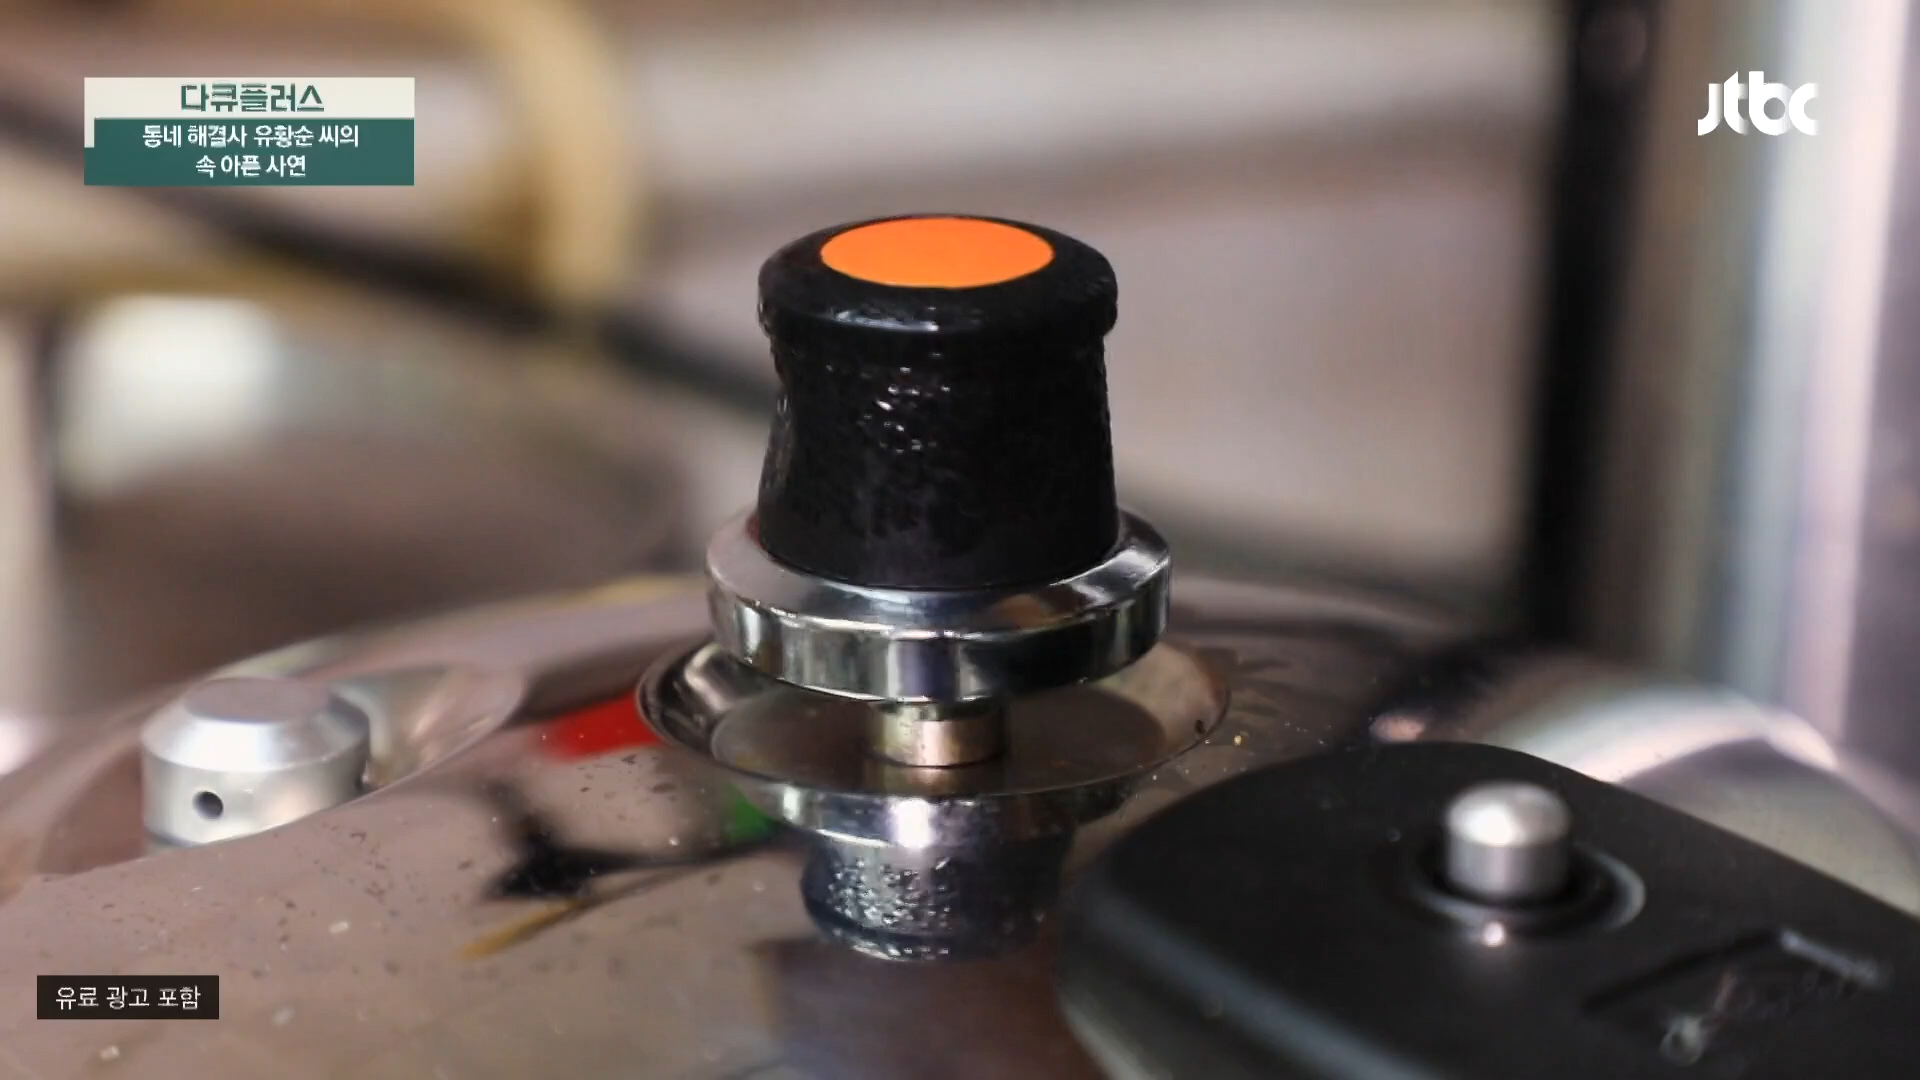 다큐플러스
동네 해결사 유황순 씨의
속 아픈 사연
jtbc
유료 광고 포함